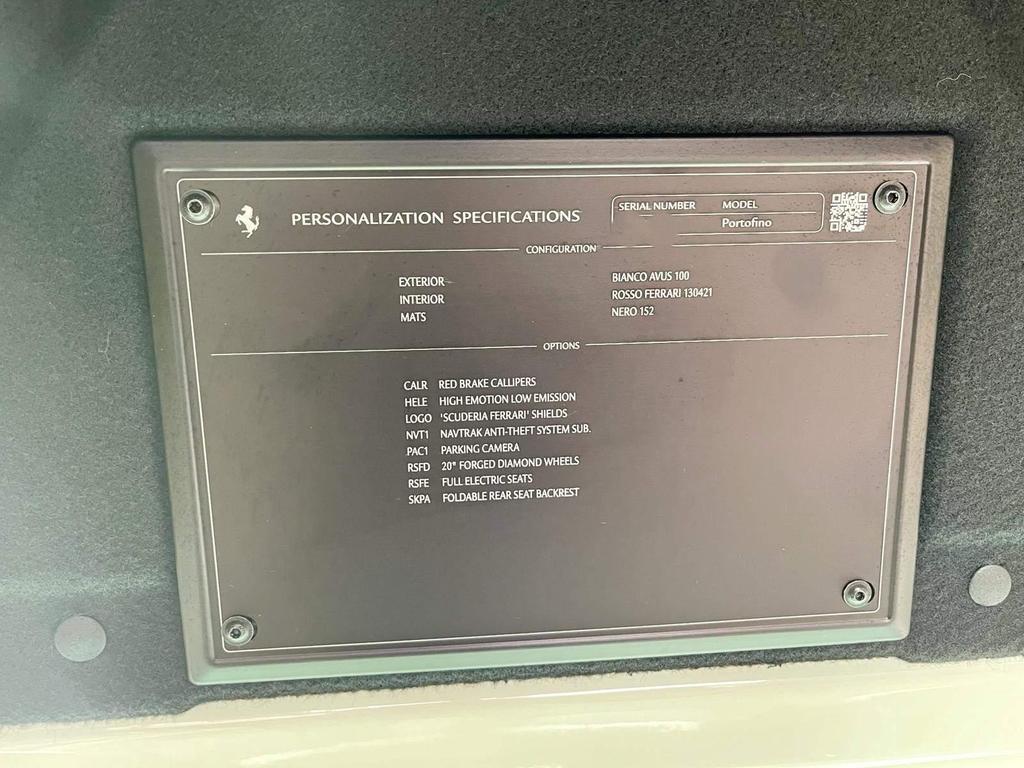 PERSONALIZATION SPECIFICATIONS
SERIAL NUMBER MODEL
Portofino
CONFIGURATION
EXTERIOR BIANCO AVUS 100
INTERIOR ROSSO FERRARI 130421
MATS NERO 152
OPTIONS
CALR RED BRAKE CALLIPERS
HELE HIGH EMOTION LOW EMISSION
LOGO 'SCUDERIA FERRARI' SHIELDS
NVT1 NAVTRAK ANTI-THEFT SYSTEM SUB.
PAC1 PARKING CAMERA
RSFD 20" FORGED DIAMOND WHEELS
RSFE FULL ELECTRIC SEATS
SKPA FOLDABLE REAR SEAT BACKREST